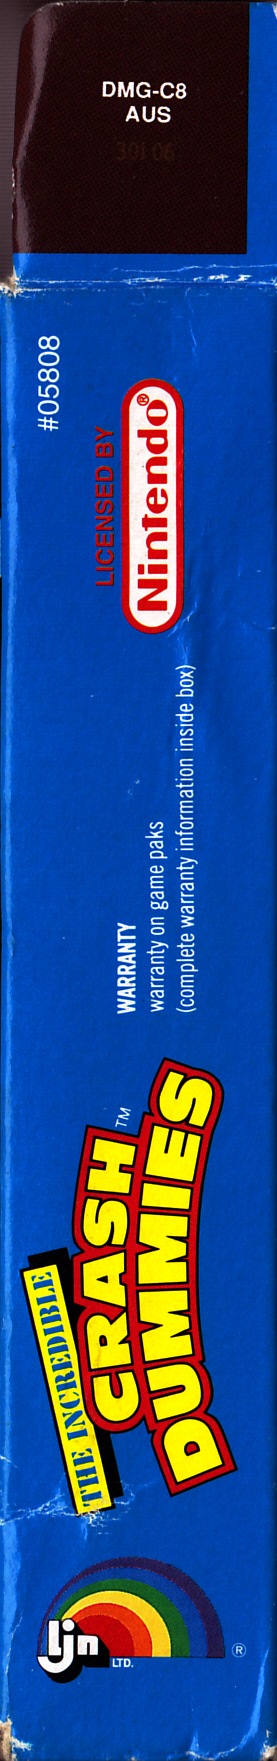 DMG-C8
AUS
#05808
LICENSED BY
Nintendo®
WARRANTY
warranty on game paks
(complete warranty information inside box)
THE INCREDIBLE
CRASH™
DUMMIES
ljn
LTD.
®